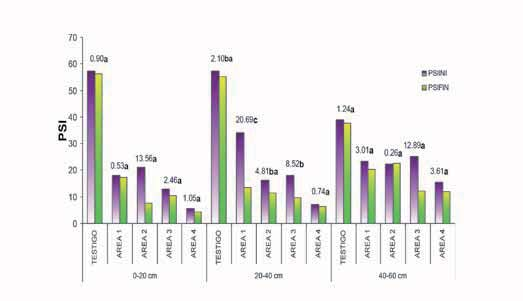 70
60
50
40
30
20
10
0
PSI
0.90a
0.53a
13.56a
2.46a
1.05a
2.10ba
20.69c
4.81ba
8.52b
0.74a
1.24a
3.01a
0.26a
12.89a
3.61a
PSINI
PSIFIN
TESTIGO
AREA 1
AREA 2
AREA 3
AREA 4
TESTIGO
AREA 1
AREA 2
AREA 3
AREA 4
TESTIGO
AREA 1
AREA 2
AREA 3
AREA 4
0-20 cm
20-40 cm
40-60 cm